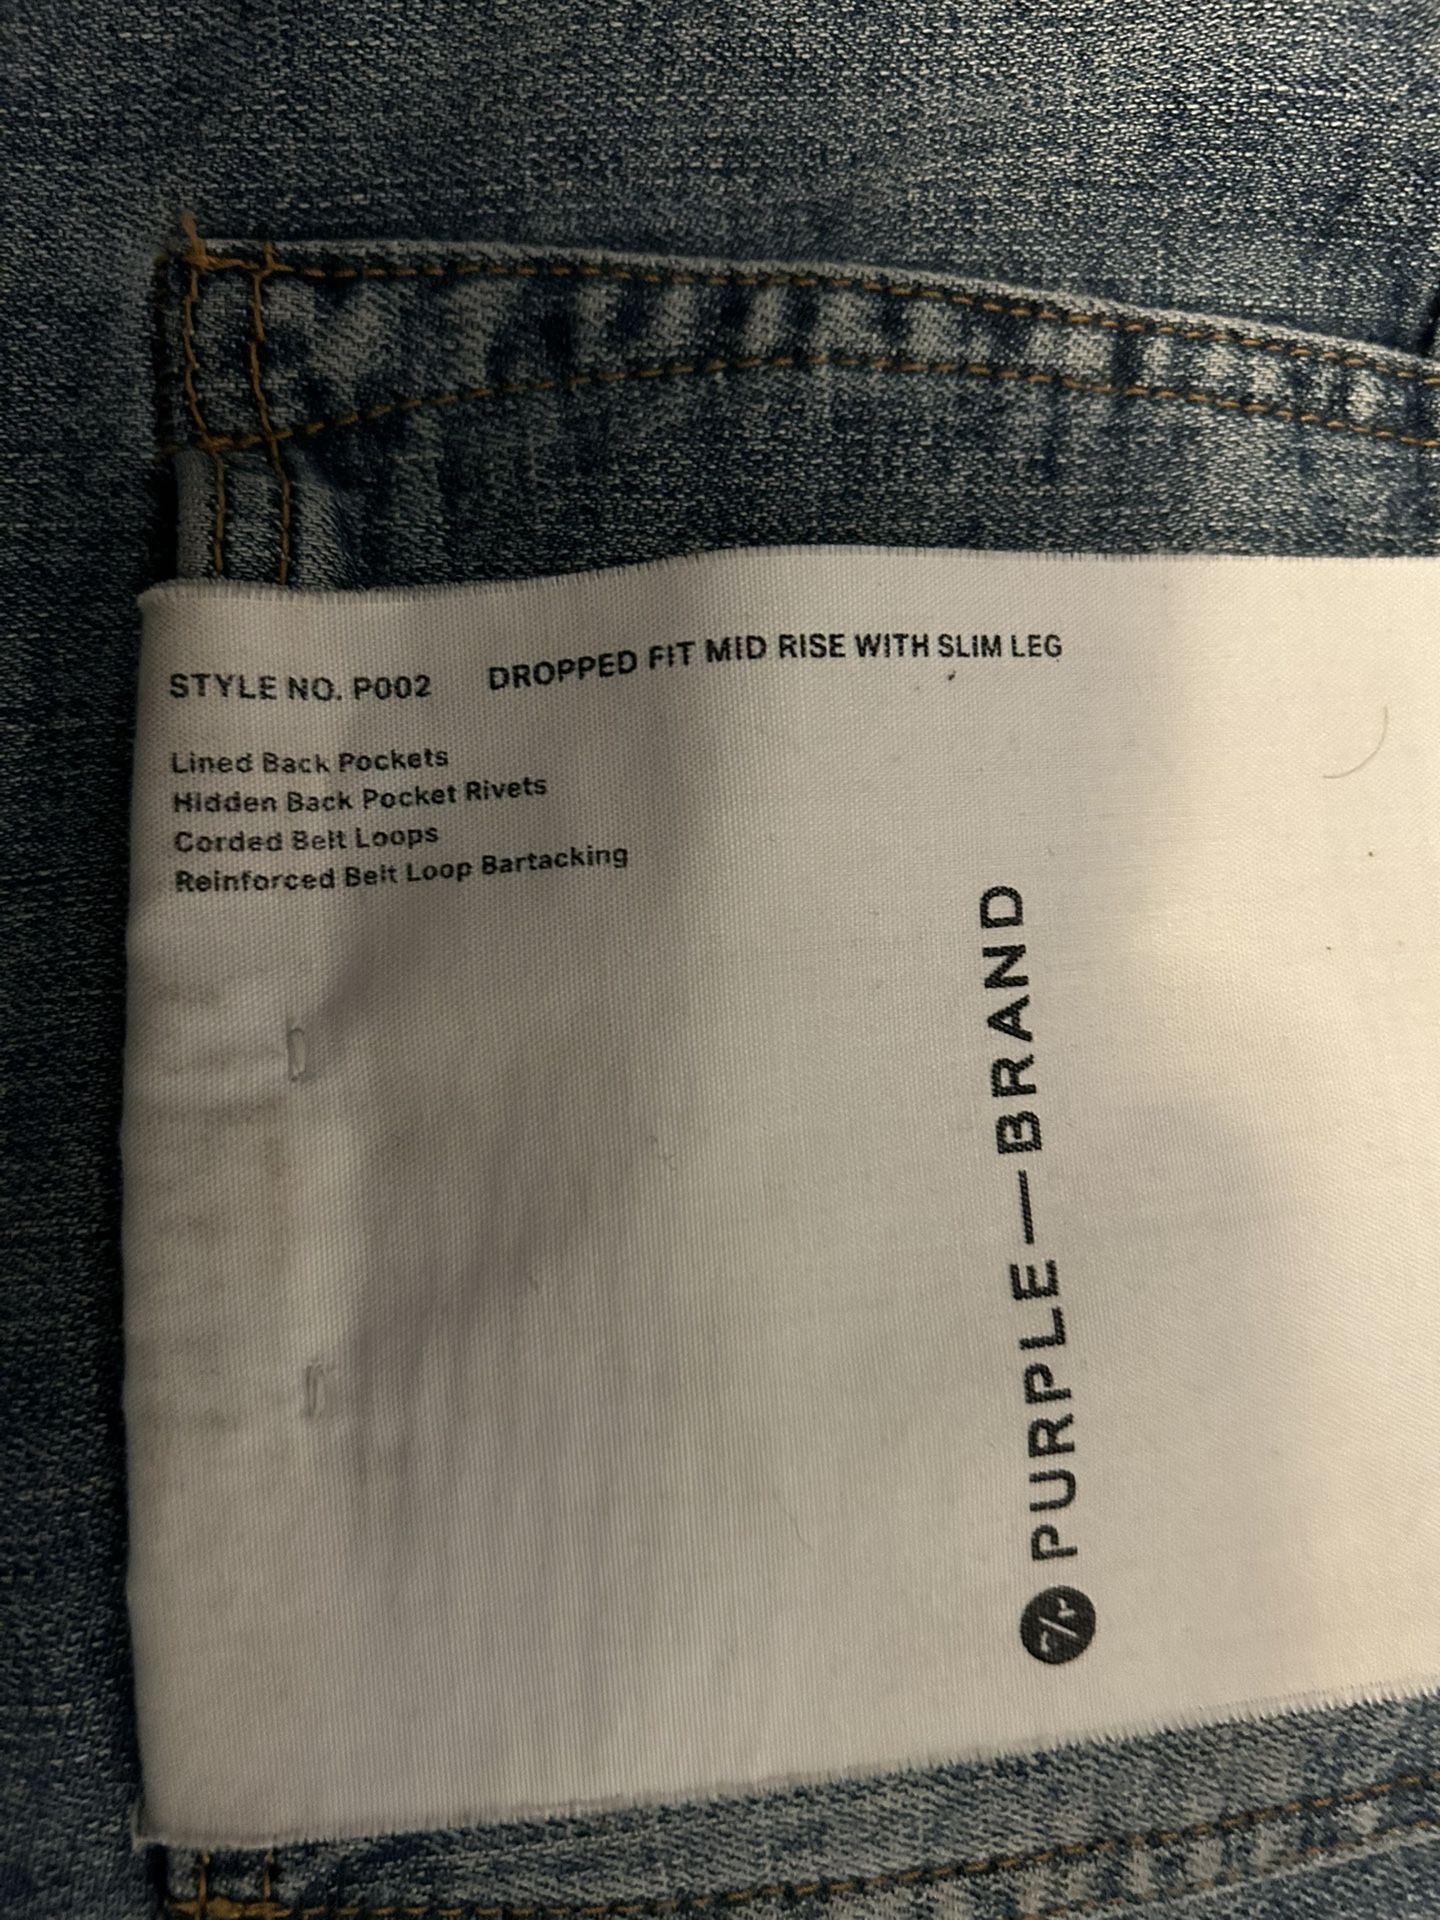 STYLE NO. P002 DROPPED FIT MID RISE WITH SLIM LEG
Lined Back Pockets
Hidden Back Pocket Rivets
Corded Belt Loops
Reinforced Belt Loop Bartacking
PURPLE—BRAND